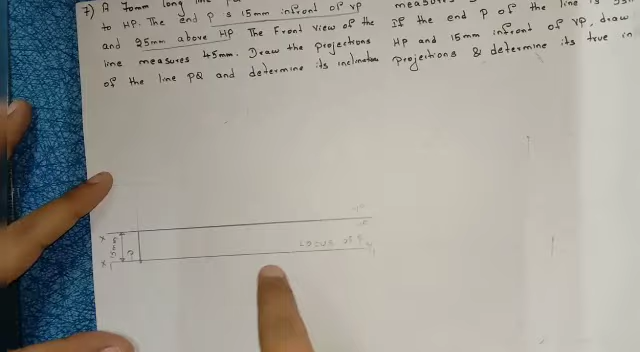 7) A 70mm long line
to HP. The end P is 15mm infront of VP
and 25mm above HP The Front view of the
line measures 45mm. Draw the projections
of the line PQ and determine its inclination
measures
If the end P of the line is
HP and 15mm infront of VP, draw
projections & determine its true in
X
15mm
X
Locus of